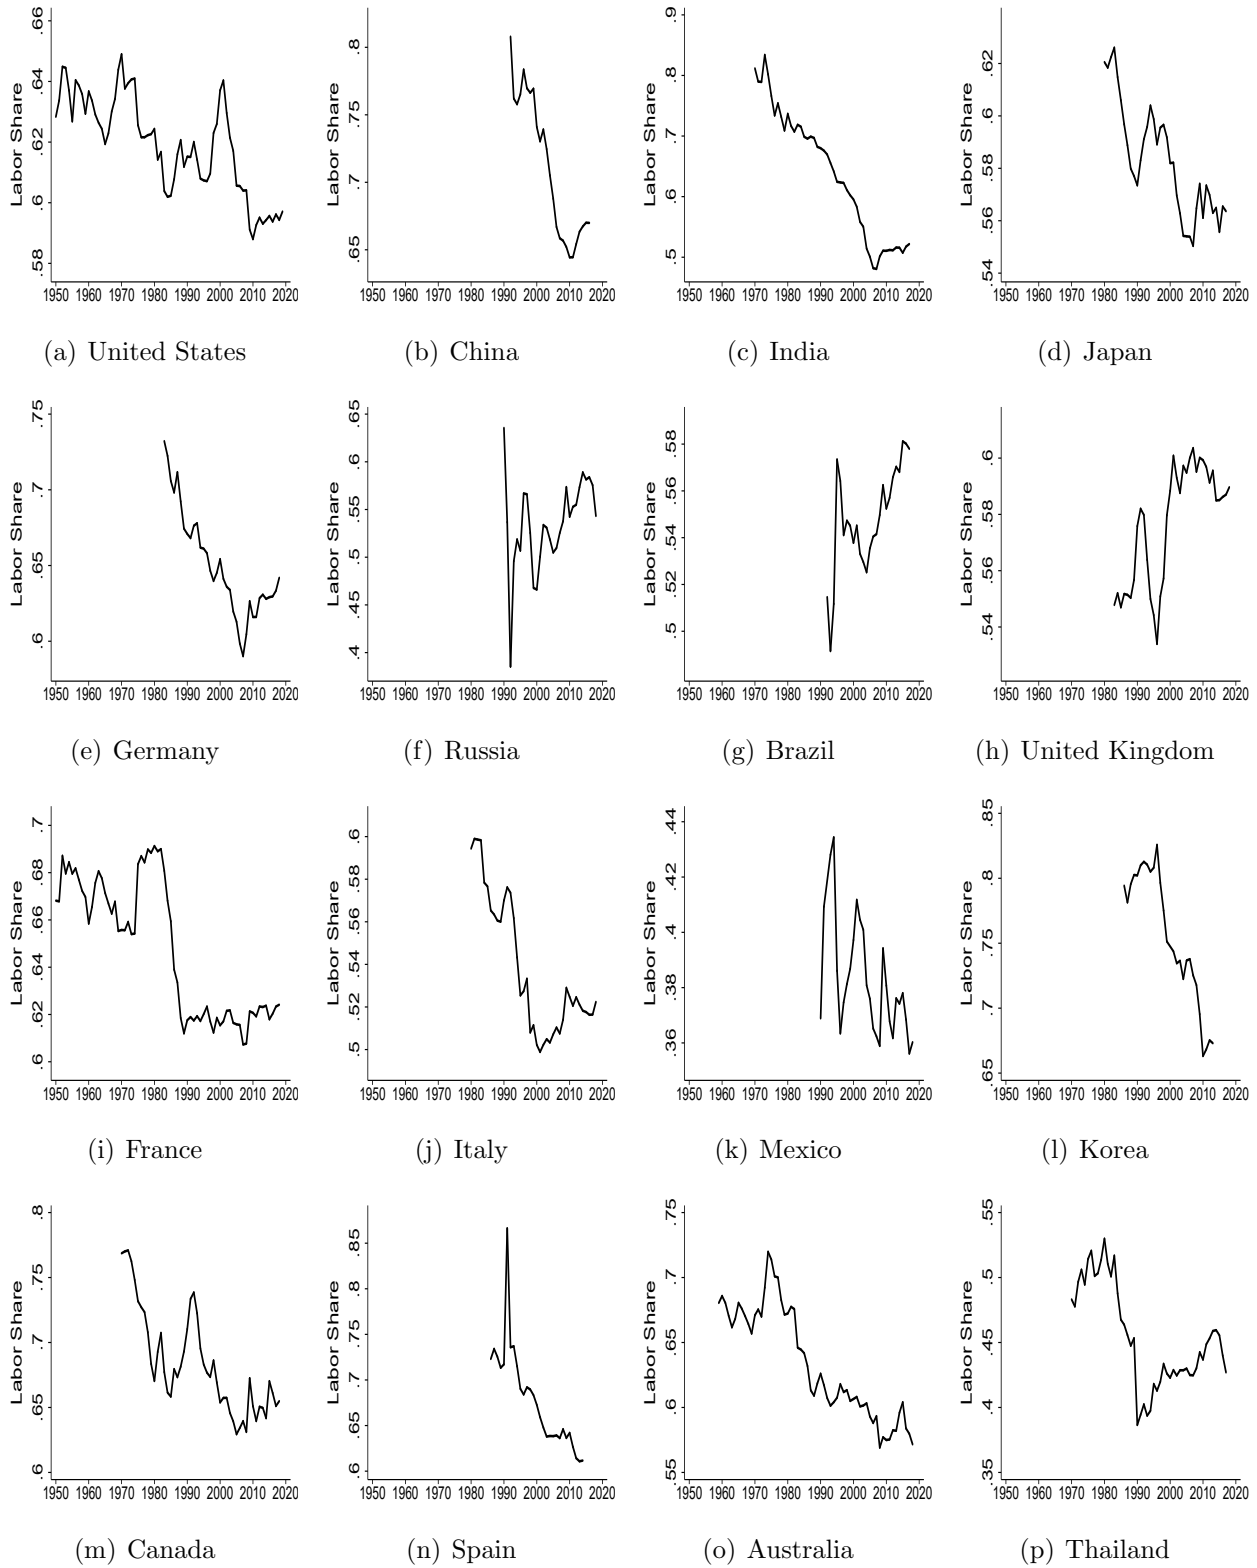 Labor Share
.66
.64
.62
.6
.58
1950 1960 1970 1980 1990 2000 2010 2020
(a) United States
Labor Share
.8
.75
.7
.65
1950 1960 1970 1980 1990 2000 2010 2020
(b) China
Labor Share
.9
.8
.7
.6
.5
1950 1960 1970 1980 1990 2000 2010 2020
(c) India
Labor Share
.62
.6
.58
.56
.54
1950 1960 1970 1980 1990 2000 2010 2020
(d) Japan
Labor Share
.75
.7
.65
.6
1950 1960 1970 1980 1990 2000 2010 2020
(e) Germany
Labor Share
.65
.6
.55
.5
.45
.4
1950 1960 1970 1980 1990 2000 2010 2020
(f) Russia
Labor Share
.58
.56
.54
.52
.5
1950 1960 1970 1980 1990 2000 2010 2020
(g) Brazil
Labor Share
.6
.58
.56
.54
1950 1960 1970 1980 1990 2000 2010 2020
(h) United Kingdom
Labor Share
.7
.68
.66
.64
.62
.6
1950 1960 1970 1980 1990 2000 2010 2020
(i) France
Labor Share
.6
.58
.56
.54
.52
.5
1950 1960 1970 1980 1990 2000 2010 2020
(j) Italy
Labor Share
.44
.42
.4
.38
.36
1950 1960 1970 1980 1990 2000 2010 2020
(k) Mexico
Labor Share
.85
.8
.75
.7
.65
1950 1960 1970 1980 1990 2000 2010 2020
(l) Korea
Labor Share
.8
.75
.7
.65
.6
1950 1960 1970 1980 1990 2000 2010 2020
(m) Canada
Labor Share
.85
.8
.75
.7
.65
.6
1950 1960 1970 1980 1990 2000 2010 2020
(n) Spain
Labor Share
.75
.7
.65
.6
.55
1950 1960 1970 1980 1990 2000 2010 2020
(o) Australia
Labor Share
.55
.5
.45
.4
.35
1950 1960 1970 1980 1990 2000 2010 2020
(p) Thailand